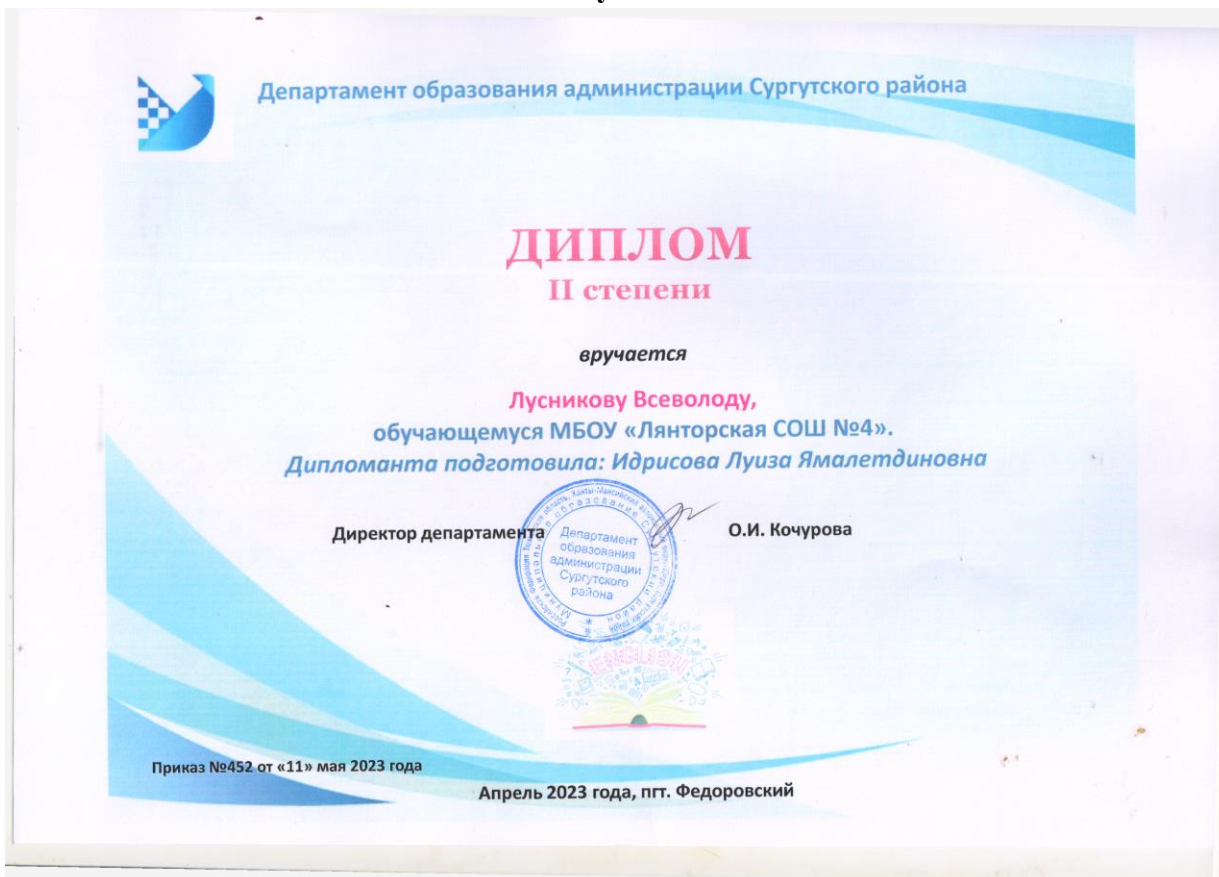 Департамент образования администрации Сургутского района
ДИПЛОМ
II степени
вручается
Лусникову Всеволоду,
обучающемуся МБОУ «Лянторская СОШ №4».
Дипломанта подготовила: Идрисова Луиза Ямалетдиновна
Директор департамента
О.И. Кочурова
Департамент
образования
администрации
Сургутского
района
ENGLISH
Приказ №452 от «11» мая 2023 года
Апрель 2023 года, пгт. Федоровский